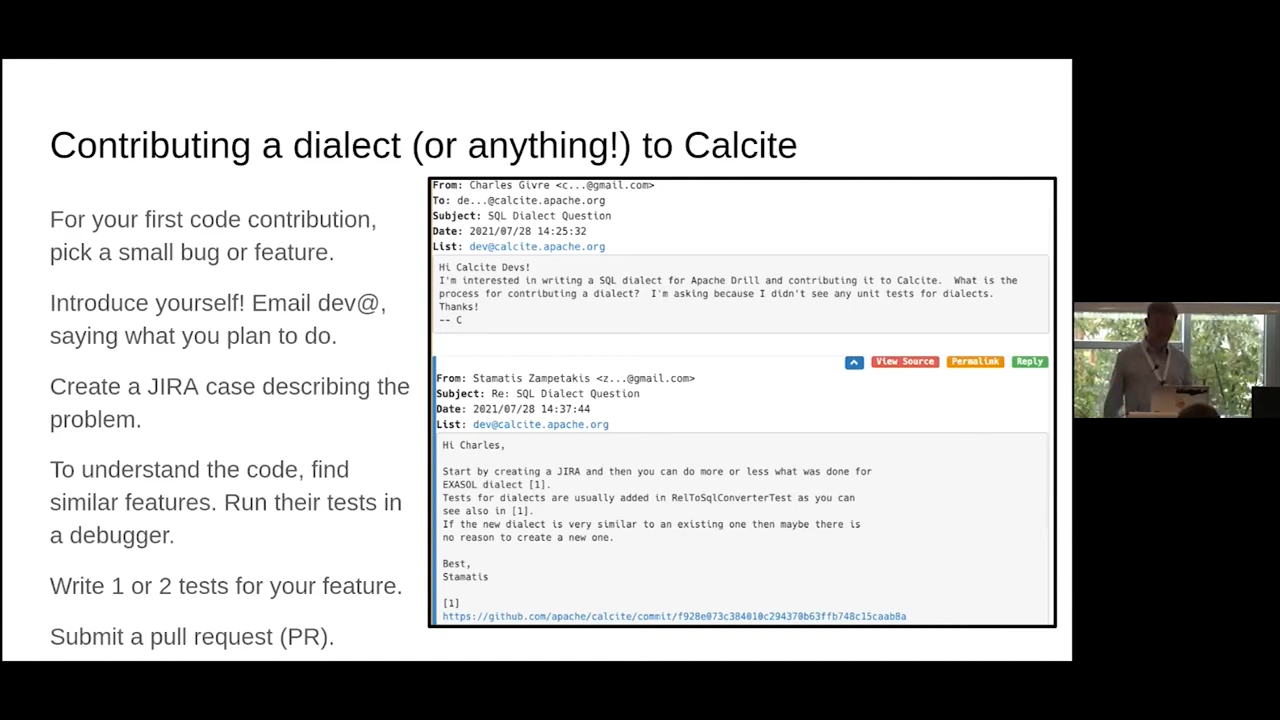 Contributing a dialect (or anything!) to Calcite
For your first code contribution,
pick a small bug or feature.
Introduce yourself! Email dev@,
saying what you plan to do.
Create a JIRA case describing the
problem.
To understand the code, find
similar features. Run their tests in
a debugger.
Write 1 or 2 tests for your feature.
Submit a pull request (PR).
From: Charles Givre <c...@gmail.com>
To: de...@calcite.apache.org
Subject: SQL Dialect Question
Date: 2021/07/28 14:25:32
List: dev@calcite.apache.org
Hi Calcite Devs!
I'm interested in writing a SQL dialect for Apache Drill and contributing it to Calcite. What is the
process for contributing a dialect? I'm asking because I didn't see any unit tests for dialects.
Thanks!
-- C
View Source Permalink Reply
From: Stamatis Zampetakis <z...@gmail.com>
Subject: Re: SQL Dialect Question
Date: 2021/07/28 14:37:44
List: dev@calcite.apache.org
Hi Charles,
Start by creating a JIRA and then you can do more or less what was done for
EXASOL dialect [1].
Tests for dialects are usually added in RelToSqlConverterTest as you can
see also in [1].
If the new dialect is very similar to an existing one then maybe there is
no reason to create a new one.
Best,
Stamatis
[1]
https://github.com/apache/calcite/commit/f928e073c384010c294370b63ffb748c15caab8a